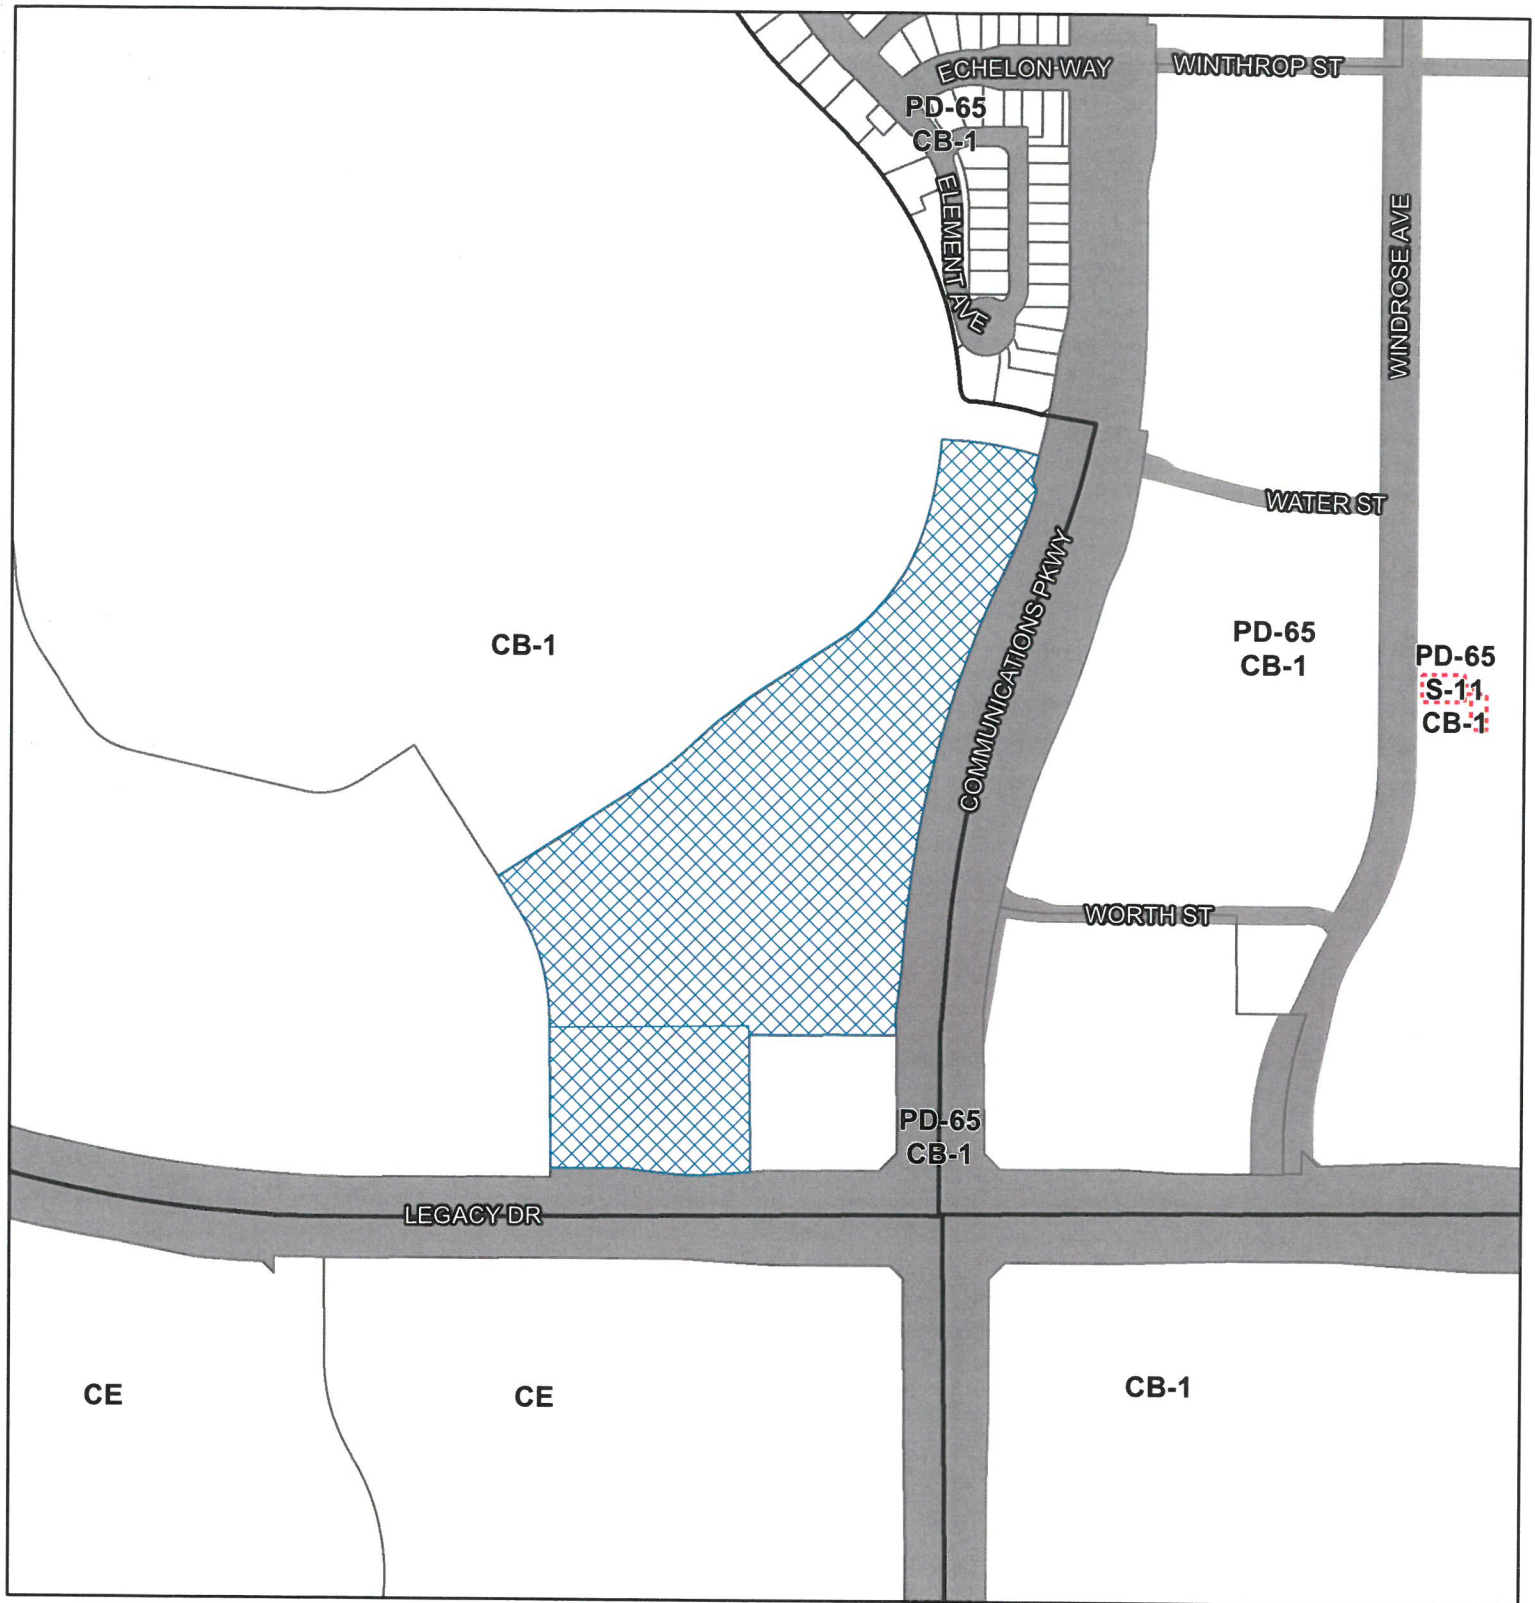 ECHELON WAY
WINTHROP ST
PD-65
CB-1
ELEMENT AVE
WINDROSE AVE
WATER ST
COMMUNICATIONS PKWY
CB-1
PD-65
CB-1
PD-65
S-11
CB-1
WORTH ST
PD-65
CB-1
LEGACY DR
CE
CE
CB-1